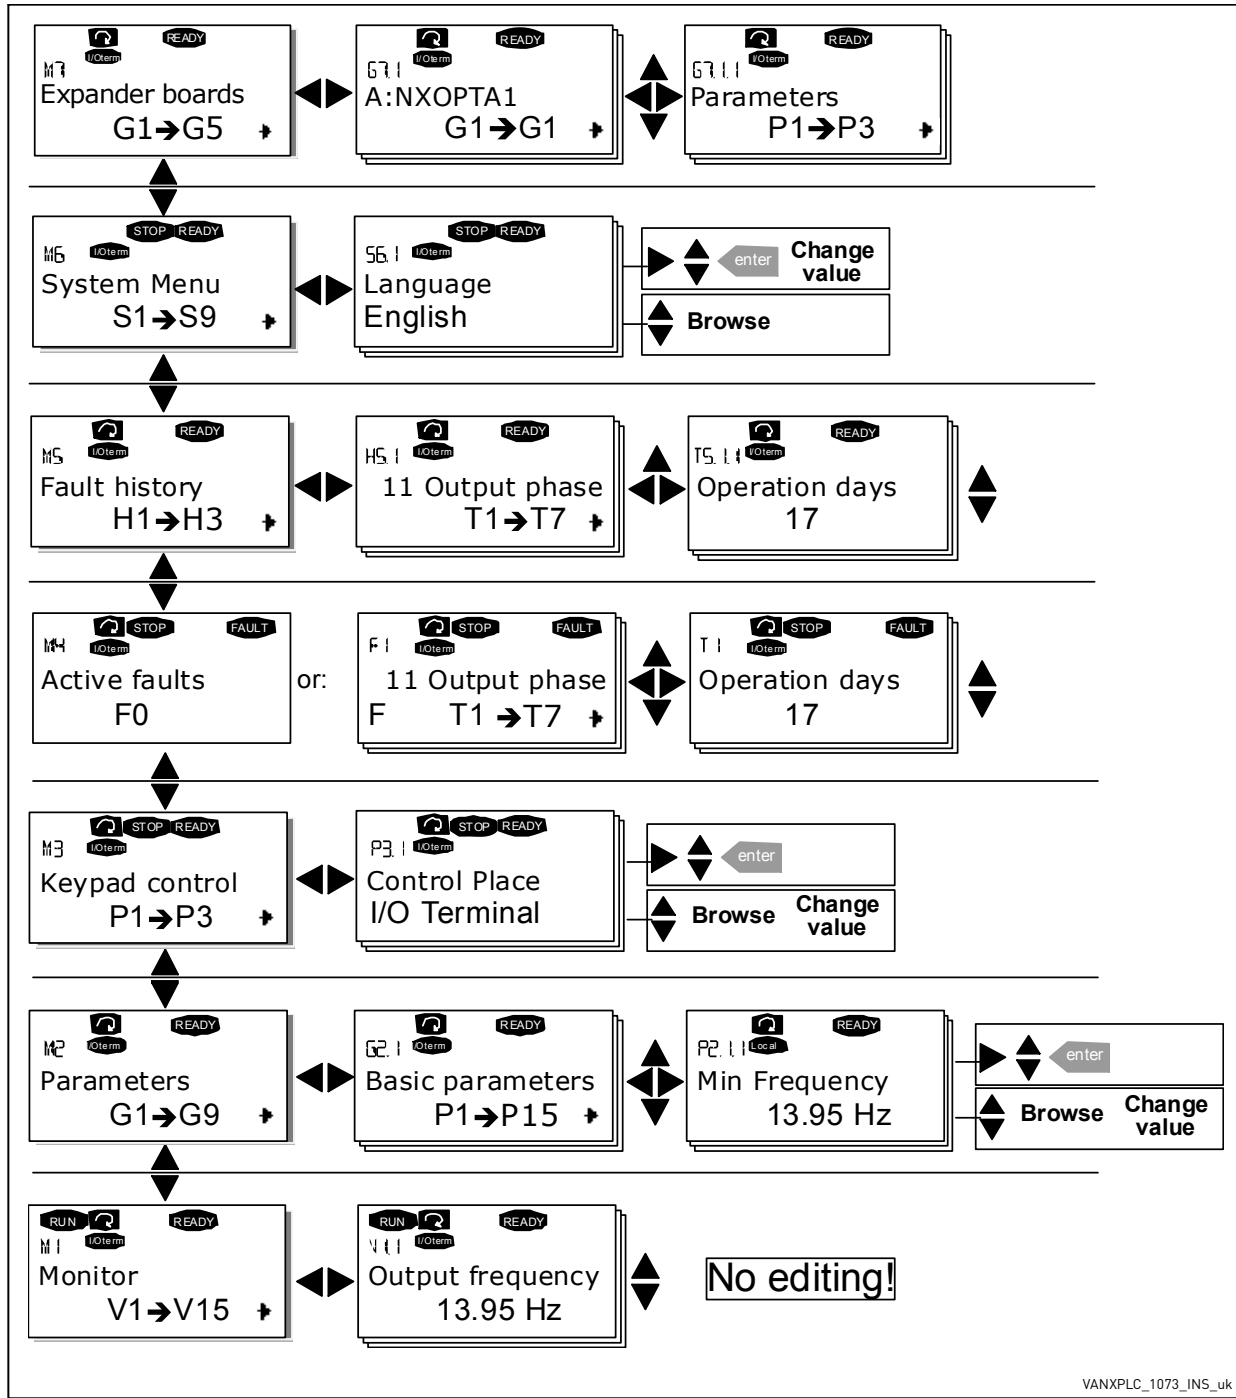 READY
I/Oterm
M7
Expander boards
G1➔G5
READY
I/Oterm
G7.1
A:NXOPTA1
G1➔G1
READY
I/Oterm
G7.1.1
Parameters
P1➔P3
STOP READY
M6 I/Oterm
System Menu
S1➔S9
STOP READY
S6.1 I/Oterm
Language
English
enter
Change
value
Browse
READY
M5 I/Oterm
Fault history
H1➔H3
READY
H5.1 I/Oterm
11 Output phase
T1➔T7
READY
I/Oterm
Operation days
17
STOP FAULT
M4 I/Oterm
Active faults
F0
or:
STOP FAULT
F1 I/Oterm
11 Output phase
F T1 ➔T7
STOP FAULT
T1 I/Oterm
Operation days
17
STOP READY
M3 I/Oterm
Keypad control
P1➔P3
STOP READY
P3.1 I/Oterm
Control Place
I/O Terminal
enter
Browse
Change
value
READY
M2 I/Oterm
Parameters
G1➔G9
READY
G2.1 I/Oterm
Basic parameters
P1➔P15
READY
P2.1.1 Local
Min Frequency
13.95 Hz
enter
Browse
Change
value
RUN READY
M1 I/Oterm
Monitor
V1➔V15
RUN READY
V1.1 I/Oterm
Output frequency
13.95 Hz
No editing!
VANXPLC_1073_INS_uk